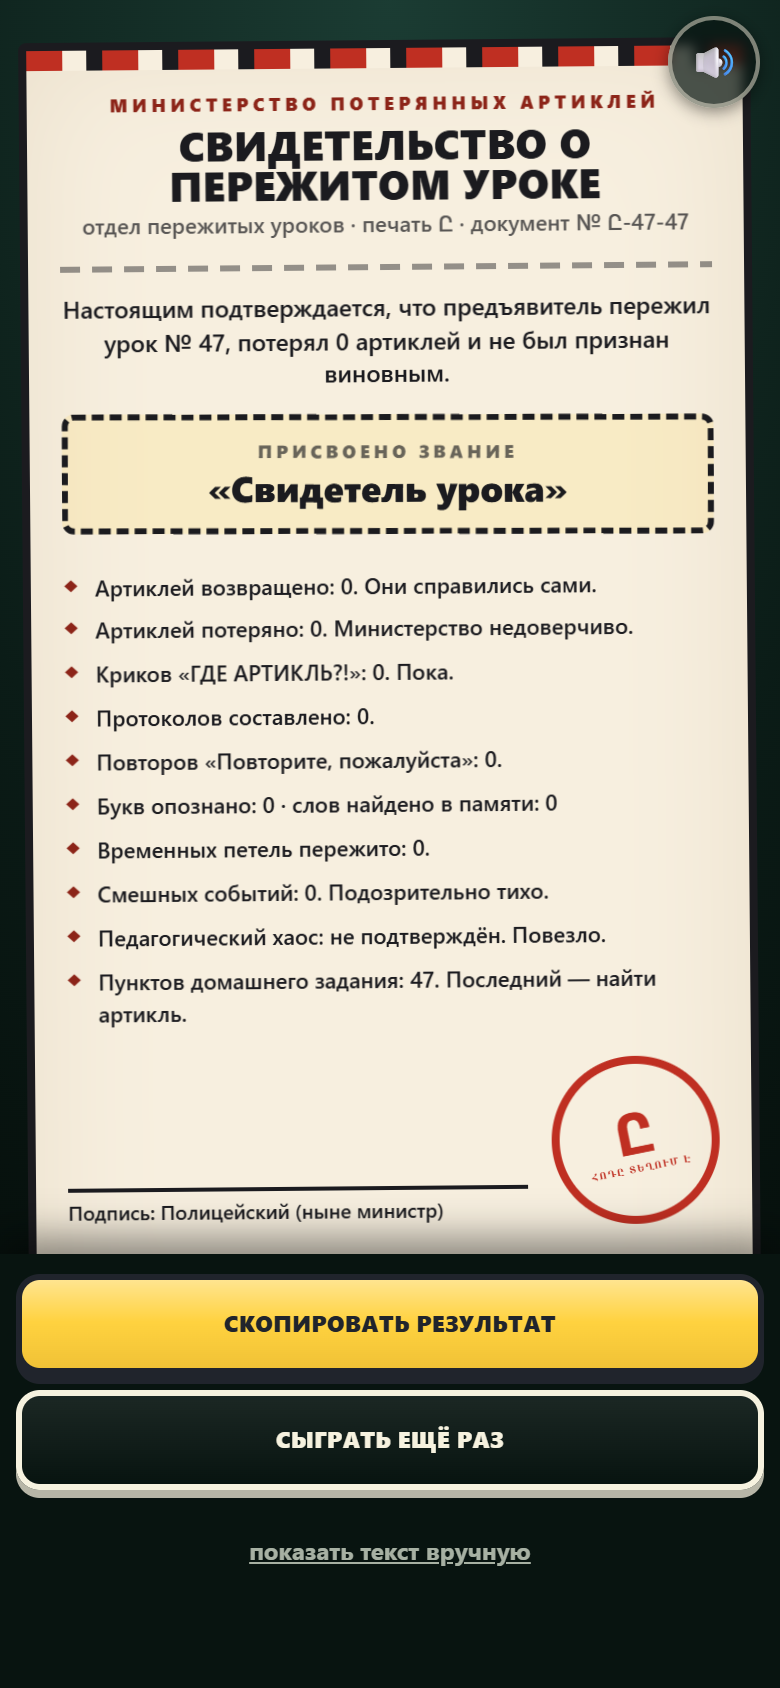 МИНИСТЕРСТВО ПОТЕРЯННЫХ АРТИКЛЕЙ
СВИДЕТЕЛЬСТВО О
ПЕРЕЖИТОМ УРОКЕ
отдел пережитых уроков · печать Ը · документ № Ը-47-47
Настоящим подтверждается, что предъявитель пережил
урок № 47, потерял 0 артиклей и не был признан
виновным.
ПРИСВОЕНО ЗВАНИЕ
«Свидетель урока»
Артиклей возвращено: 0. Они справились сами.
Артиклей потеряно: 0. Министерство недоверчиво.
Криков «ГДЕ АРТИКЛЬ?!»: 0. Пока.
Протоколов составлено: 0.
Повторов «Повторите, пожалуйста»: 0.
Букв опознано: 0 · слов найдено в памяти: 0
Временных петель пережито: 0.
Смешных событий: 0. Подозрительно тихо.
Педагогический хаос: не подтверждён. Повезло.
Пунктов домашнего задания: 47. Последний — найти
артикль.
Ը
ՀՈԴԸ ՏԵՂՈՒՄ Է
Подпись: Полицейский (ныне министр)
СКОПИРОВАТЬ РЕЗУЛЬТАТ
СЫГРАТЬ ЕЩЁ РАЗ
показать текст вручную